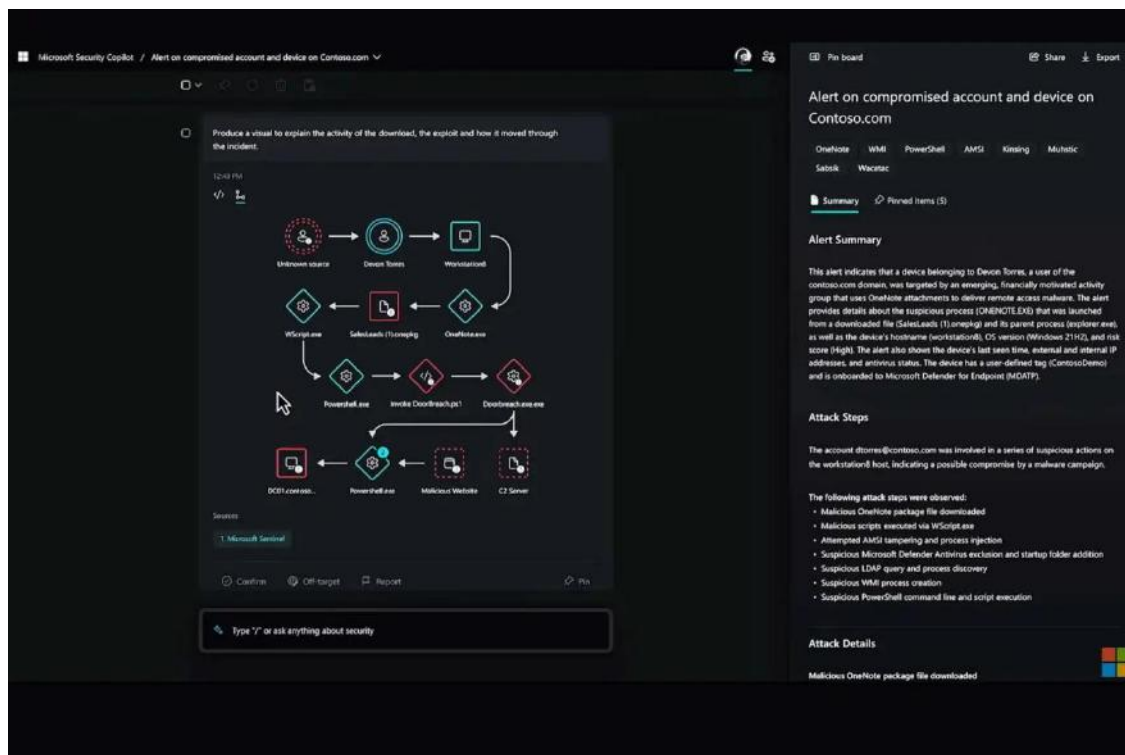 Microsoft Security Copilot / Alert on compromised account and device on Contoso.com
Produce a visual to explain the activity of the download, the exploit and how it moved through
the incident.
12:43 PM
Unknown source
Devon Torres
Workstation8
WScript.exe
SalesLeads (1).onepkg
OneNote.exe
Powershell.exe
Invoke DoorBreach.ps1
Doorbreach.exe.exe
DC01.contoso...
Powershell.exe
Malicious Website
C2 Server
Sources
1. Microsoft Sentinel
Confirm
Off-target
Report
Pin
Type "/" or ask anything about security
Pin board
Share
Export
Alert on compromised account and device on
Contoso.com
OneNote WMI PowerShell AMSI Kinsing Muhstic
Sabsik Wacatac
Summary
Pinned items (5)
Alert Summary
This alert indicates that a device belonging to Devon Torres, a user of the
contoso.com domain, was targeted by an emerging, financially motivated activity
group that uses OneNote attachments to deliver remote access malware. The alert
provides details about the suspicious process (ONENOTE.EXE) that was launched
from a downloaded file (SalesLeads (1).onepkg) and its parent process (explorer.exe),
as well as the device's hostname (workstation8), OS version (Windows 21H2), and risk
score (High). The alert also shows the device's last seen time, external and internal IP
addresses, and antivirus status. The device has a user-defined tag (ContosoDemo)
and is onboarded to Microsoft Defender for Endpoint (MDATP).
Attack Steps
The account dtorres@contoso.com was involved in a series of suspicious actions on
the workstation8 host, indicating a possible compromise by a malware campaign.
The following attack steps were observed:
• Malicious OneNote package file downloaded
• Malicious scripts executed via WScript.exe
• Attempted AMSI tampering and process injection
• Suspicious Microsoft Defender Antivirus exclusion and startup folder addition
• Suspicious LDAP query and process discovery
• Suspicious WMI process creation
• Suspicious PowerShell command line and script execution
Attack Details
Malicious OneNote package file downloaded